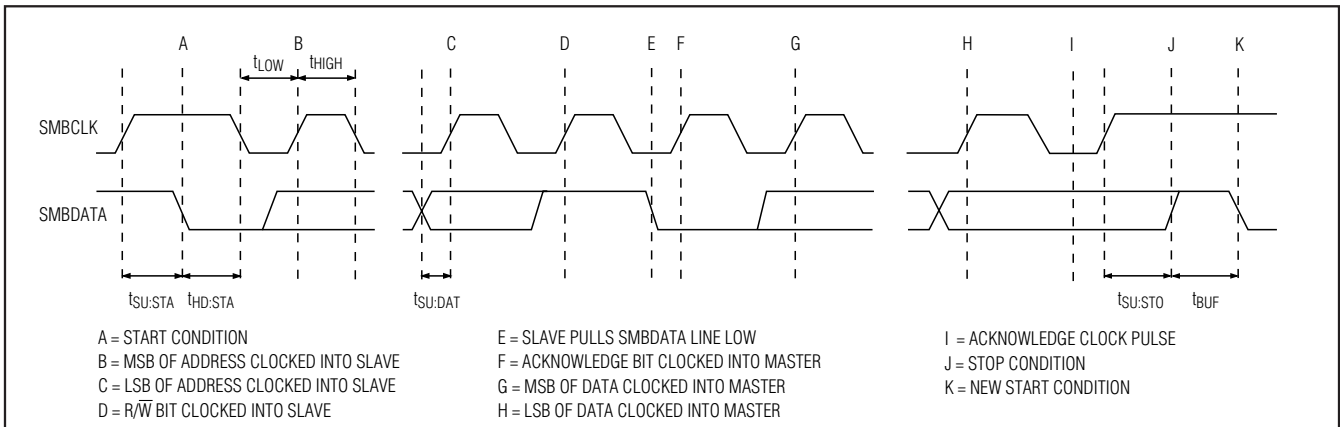 A B C D E F G H I J K
tLOW tHIGH
SMBCLK
SMBDATA
tSU:STA tHD:STA tSU:DAT tSU:STO tBUF
A = START CONDITION
B = MSB OF ADDRESS CLOCKED INTO SLAVE
C = LSB OF ADDRESS CLOCKED INTO SLAVE
D = R/W̅ BIT CLOCKED INTO SLAVE
E = SLAVE PULLS SMBDATA LINE LOW
F = ACKNOWLEDGE BIT CLOCKED INTO MASTER
G = MSB OF DATA CLOCKED INTO MASTER
H = LSB OF DATA CLOCKED INTO MASTER
I = ACKNOWLEDGE CLOCK PULSE
J = STOP CONDITION
K = NEW START CONDITION